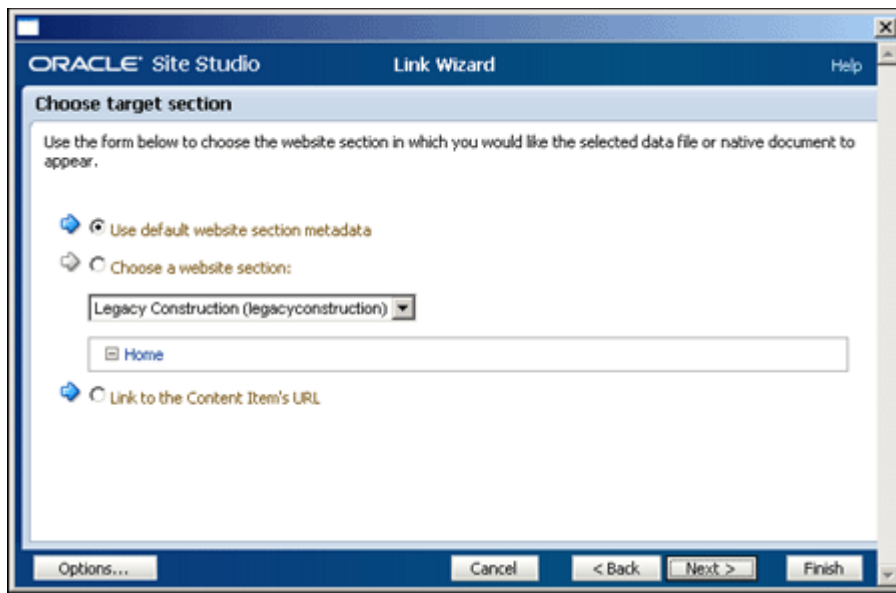 ORACLE Site Studio
Link Wizard
Help
Choose target section
Use the form below to choose the website section in which you would like the selected data file or native document to
appear.
Use default website section metadata
Choose a website section:
Legacy Construction (legacyconstruction)
Home
Link to the Content Item's URL
Options...
Cancel
< Back
Next >
Finish